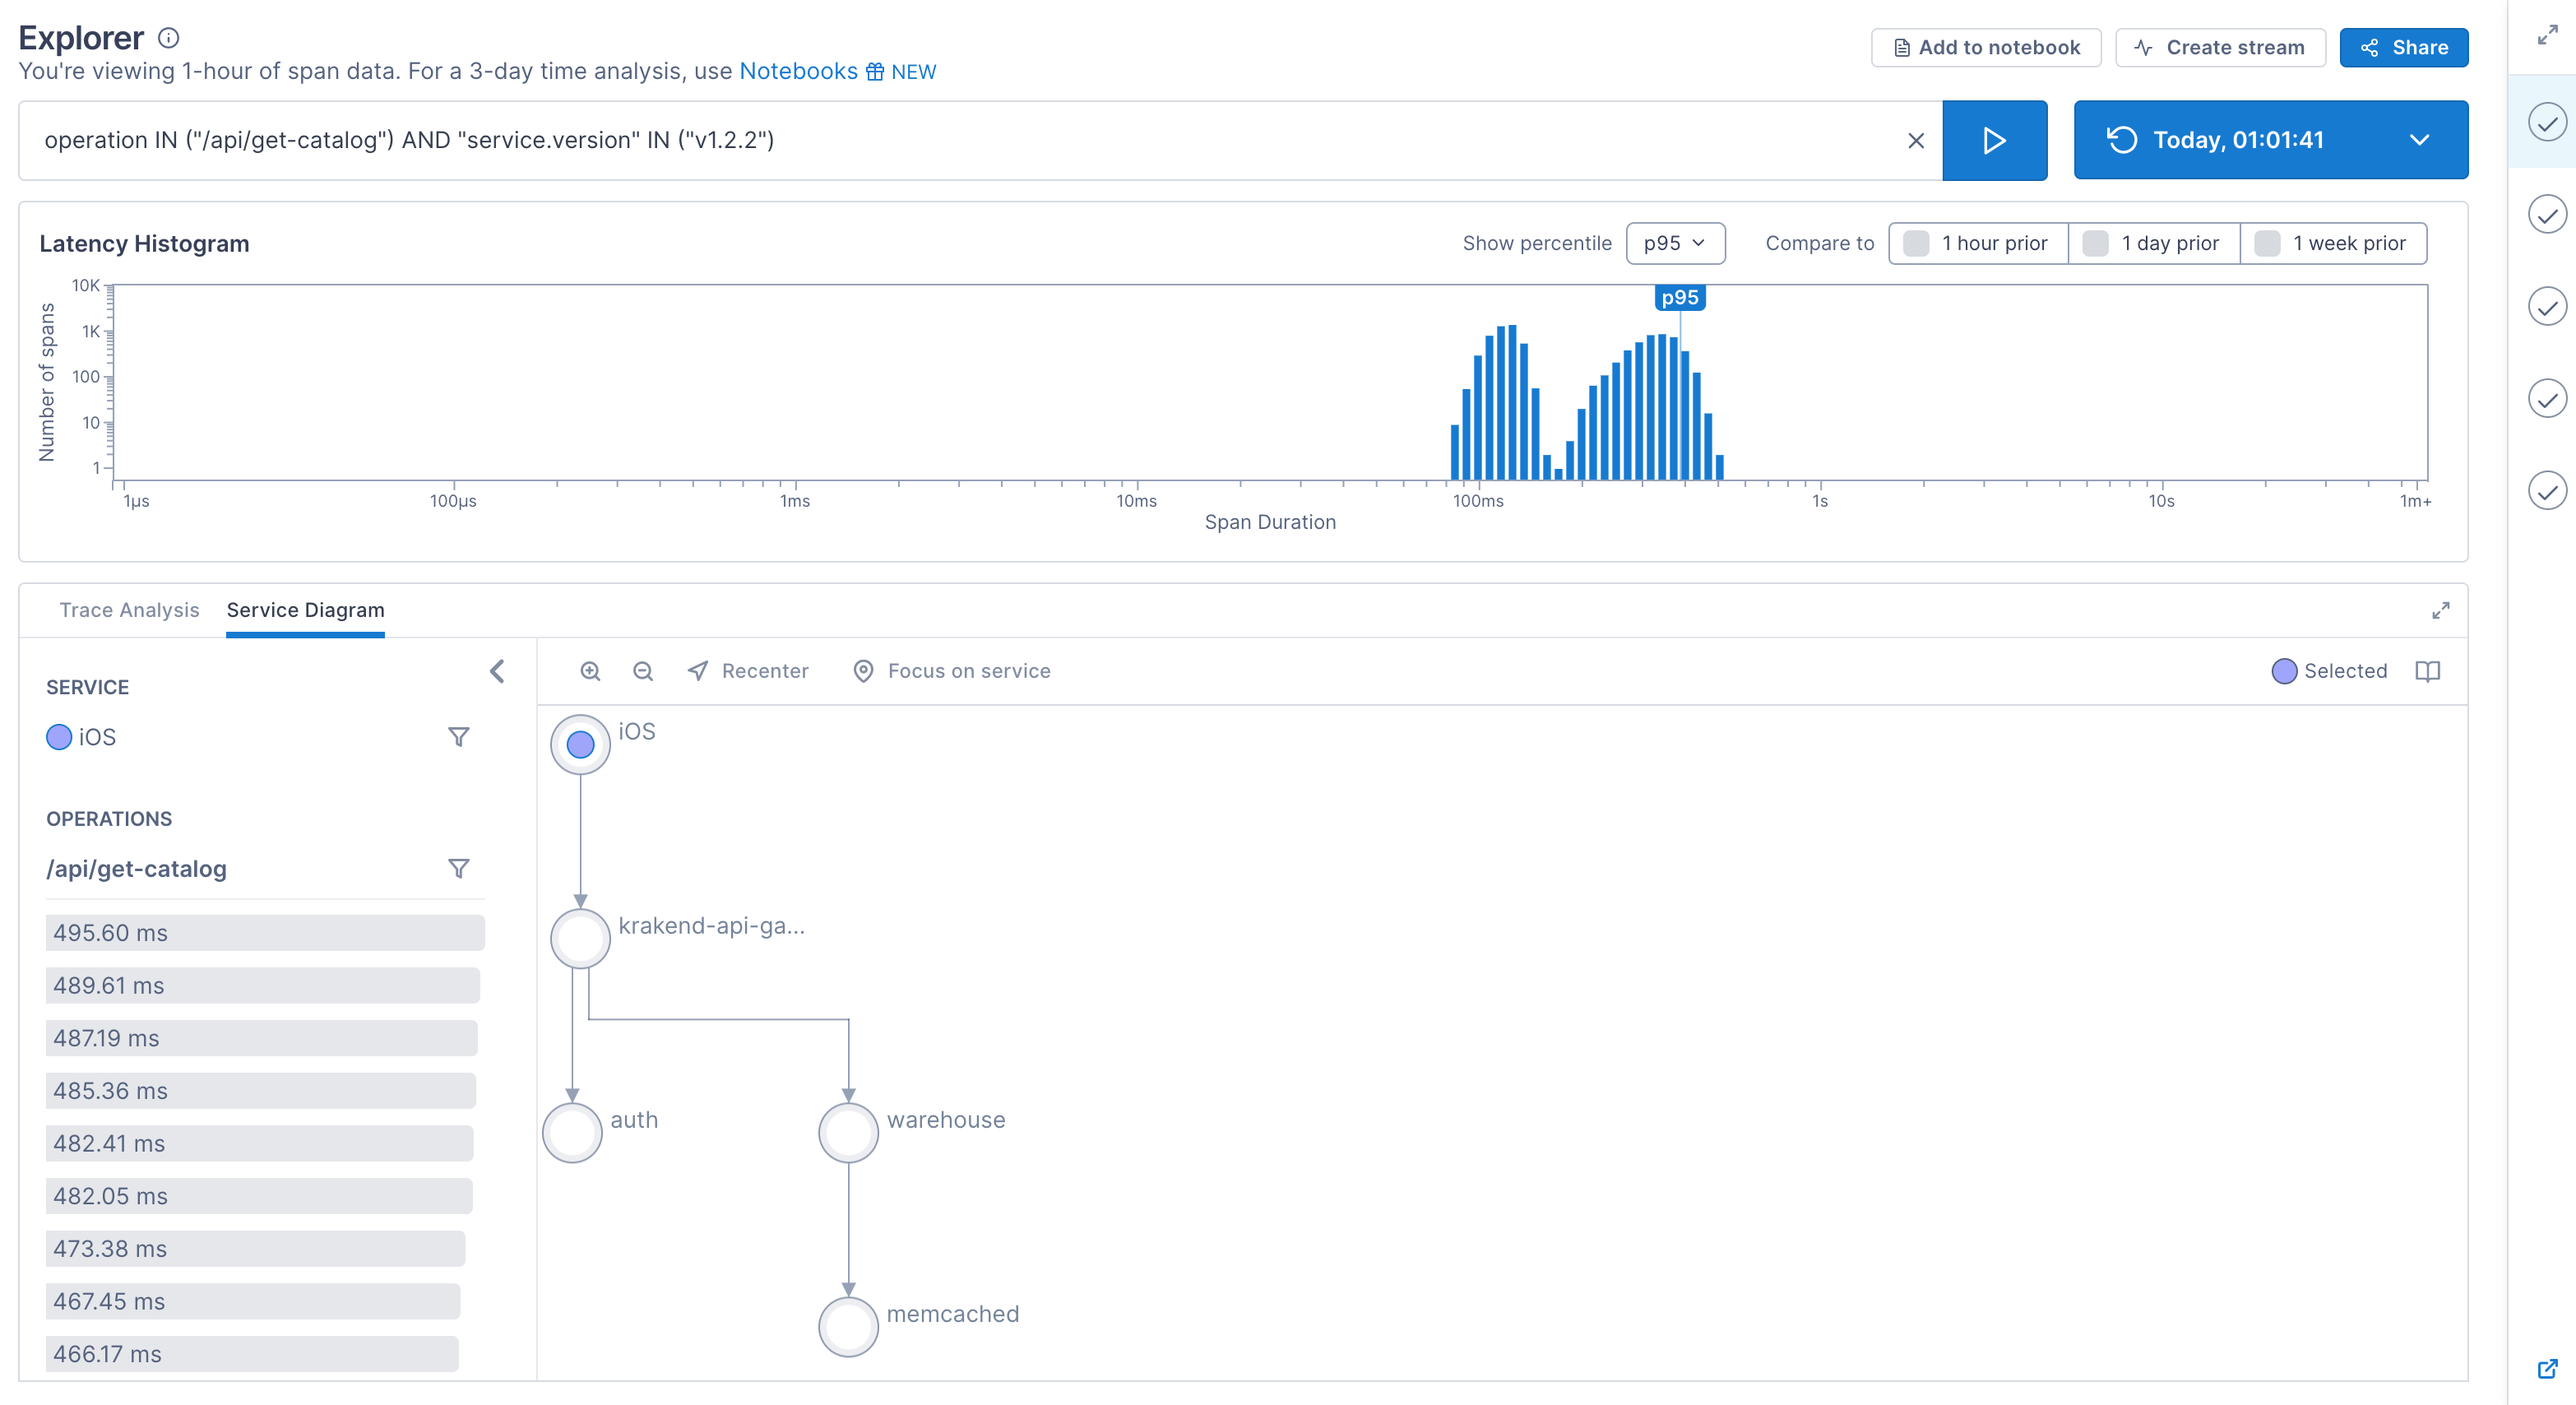 Explorer
You're viewing 1-hour of span data. For a 3-day time analysis, use Notebooks NEW
Add to notebook
Create stream
Share
operation IN ("/api/get-catalog") AND "service.version" IN ("v1.2.2")
Today, 01:01:41
Latency Histogram
Show percentile
p95
Compare to
1 hour prior
1 day prior
1 week prior
Number of spans
10K
1K
100
10
1
p95
1µs
100µs
1ms
10ms
100ms
1s
10s
1m+
Span Duration
Trace Analysis
Service Diagram
SERVICE
iOS
OPERATIONS
/api/get-catalog
495.60 ms
489.61 ms
487.19 ms
485.36 ms
482.41 ms
482.05 ms
473.38 ms
467.45 ms
466.17 ms
Recenter
Focus on service
Selected
iOS
krakend-api-ga...
auth
warehouse
memcached